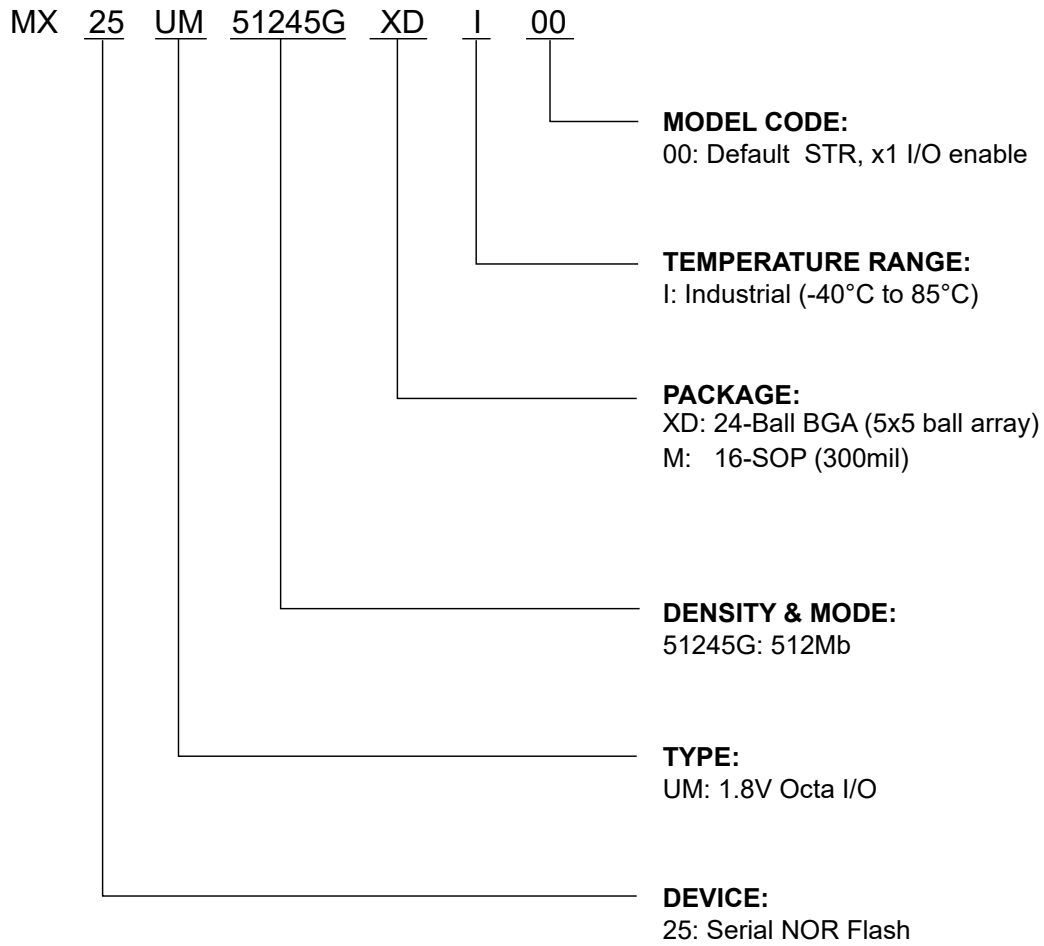 MX 25 UM 51245G XD I 00
MODEL CODE:
00: Default STR, x1 I/O enable
TEMPERATURE RANGE:
I: Industrial (-40°C to 85°C)
PACKAGE:
XD: 24-Ball BGA (5x5 ball array)
M: 16-SOP (300mil)
DENSITY & MODE:
51245G: 512Mb
TYPE:
UM: 1.8V Octa I/O
DEVICE:
25: Serial NOR Flash